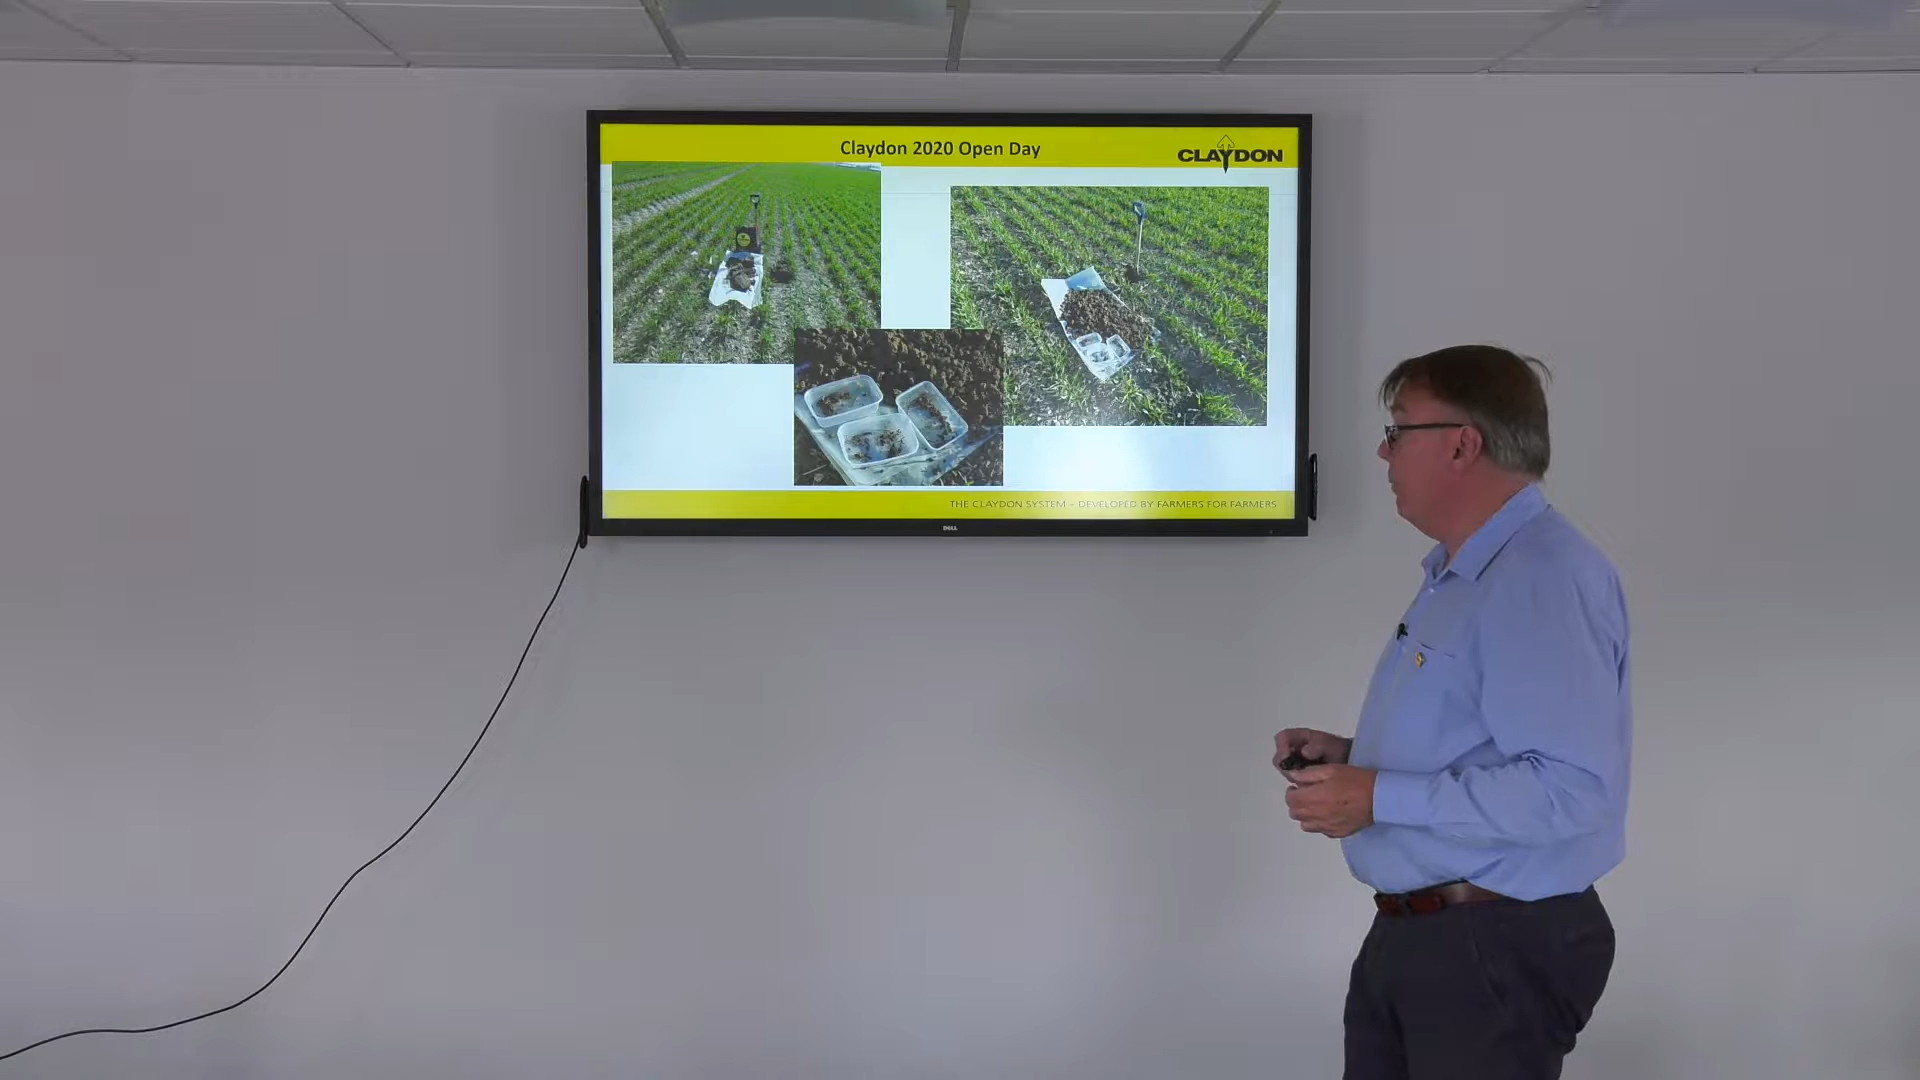 Claydon 2020 Open Day
CLAYDON
THE CLAYDON SYSTEM - DEVELOPED BY FARMERS FOR FARMERS
DELL